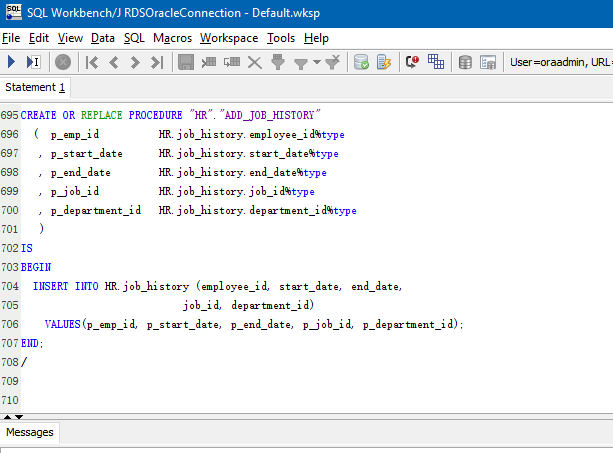 SQL Workbench/J RDSOracleConnection - Default.wksp
File Edit View Data SQL Macros Workspace Tools Help
User=oraadmin, URL=
Statement 1
695 CREATE OR REPLACE PROCEDURE "HR"."ADD_JOB_HISTORY"
696 ( p_emp_id HR.job_history.employee_id%type
697 , p_start_date HR.job_history.start_date%type
698 , p_end_date HR.job_history.end_date%type
699 , p_job_id HR.job_history.job_id%type
700 , p_department_id HR.job_history.department_id%type
701 )
702 IS
703 BEGIN
704 INSERT INTO HR.job_history (employee_id, start_date, end_date,
705 job_id, department_id)
706 VALUES(p_emp_id, p_start_date, p_end_date, p_job_id, p_department_id);
707 END;
708 /
709
710
Messages